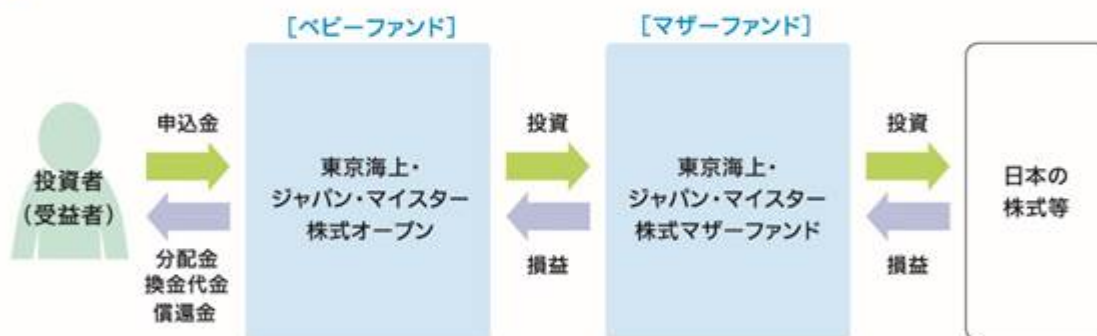 [ベビーファンド]
[マザーファンド]
投資者
(受益者)
申込金
分配金
換金代金
償還金
東京海上・
ジャパン・マイスター
株式オープン
投資
損益
東京海上・
ジャパン・マイスター
株式マザーファンド
投資
損益
日本の
株式等